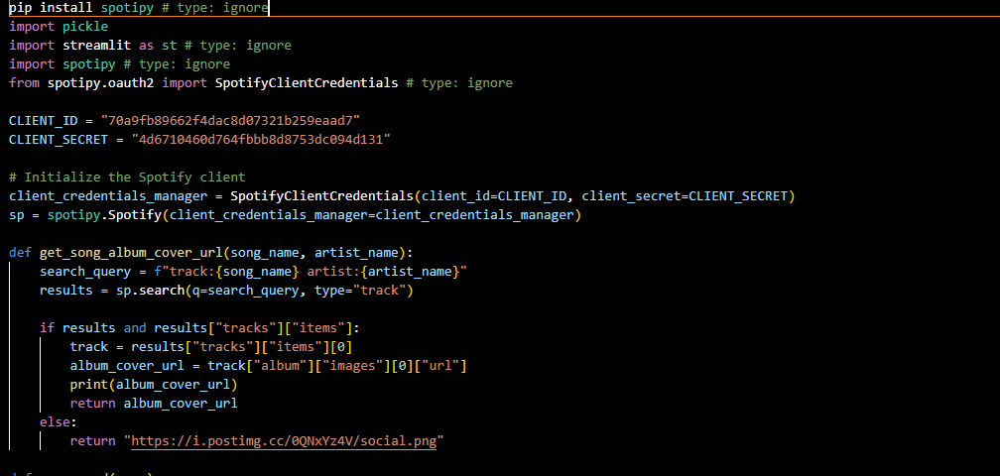 pip install spotipy # type: ignore
import pickle
import streamlit as st # type: ignore
import spotipy # type: ignore
from spotipy.oauth2 import SpotifyClientCredentials # type: ignore
CLIENT_ID = "70a9fb89662f4dac8d07321b259eaad7"
CLIENT_SECRET = "4d6710460d764fbbb8d8753dc094d131"
# Initialize the Spotify client
client_credentials_manager = SpotifyClientCredentials(client_id=CLIENT_ID, client_secret=CLIENT_SECRET)
sp = spotipy.Spotify(client_credentials_manager=client_credentials_manager)
def get_song_album_cover_url(song_name, artist_name):
    search_query = f"track:{song_name} artist:{artist_name}"
    results = sp.search(q=search_query, type="track")
    if results and results["tracks"]["items"]:
        track = results["tracks"]["items"][0]
        album_cover_url = track["album"]["images"][0]["url"]
        print(album_cover_url)
        return album_cover_url
    else:
        return "https://i.postimg.cc/0QNxYz4V/social.png"